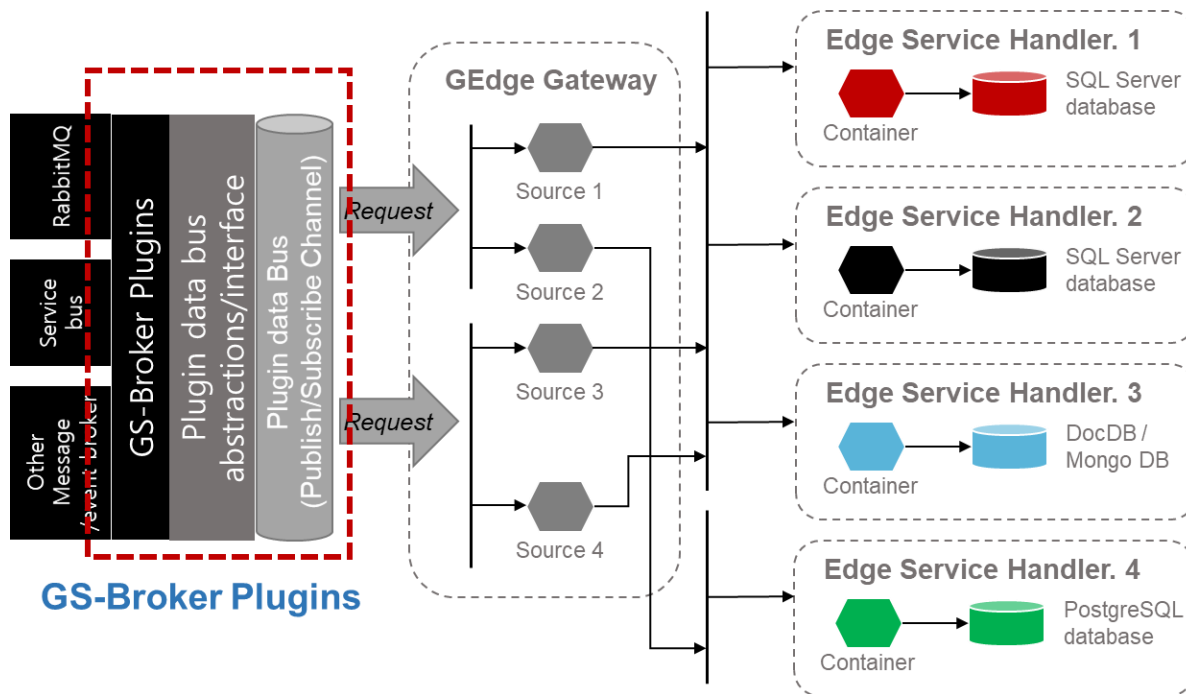 RabbitMQ
Service
bus
Other
Message
/event broker
GS-Broker Plugins
Plugin data bus
abstractions/interface
Plugin data Bus
(Publish/Subscribe Channel)
GS-Broker Plugins
Request
Request
GEdge Gateway
Source 1
Source 2
Source 3
Source 4
Edge Service Handler. 1
Container
SQL Server
database
Edge Service Handler. 2
Container
SQL Server
database
Edge Service Handler. 3
Container
DocDB /
Mongo DB
Edge Service Handler. 4
Container
PostgreSQL
database